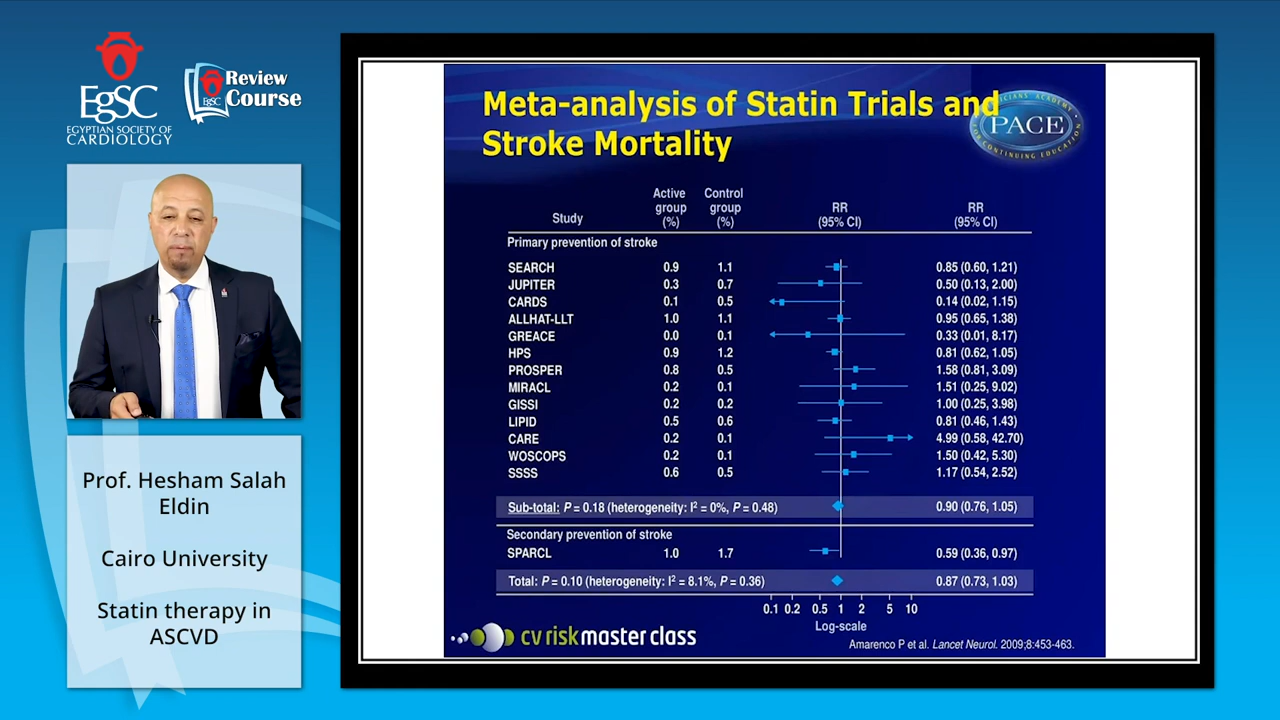 EgSC
EGYPTIAN SOCIETY OF
CARDIOLOGY
EgSC
Review
Course
Prof. Hesham Salah
Eldin
Cairo University
Statin therapy in
ASCVD
Meta-analysis of Statin Trials and
Stroke Mortality
PACE
FOR CONTINUING EDUCATION
Study Active group (%) Control group (%) RR (95% CI) RR (95% CI)
Primary prevention of stroke
SEARCH 0.9 1.1 0.85 (0.60, 1.21)
JUPITER 0.3 0.7 0.50 (0.13, 2.00)
CARDS 0.1 0.5 0.14 (0.02, 1.15)
ALLHAT-LLT 1.0 1.1 0.95 (0.65, 1.38)
GREACE 0.0 0.1 0.33 (0.01, 8.17)
HPS 0.9 1.2 0.81 (0.62, 1.05)
PROSPER 0.8 0.5 1.58 (0.81, 3.09)
MIRACL 0.2 0.1 1.51 (0.25, 9.02)
GISSI 0.2 0.2 1.00 (0.25, 3.98)
LIPID 0.5 0.6 0.81 (0.46, 1.43)
CARE 0.2 0.1 4.99 (0.58, 42.70)
WOSCOPS 0.2 0.1 1.50 (0.42, 5.30)
SSSS 0.6 0.5 1.17 (0.54, 2.52)
Sub-total: P = 0.18 (heterogeneity: I² = 0%, P = 0.48) 0.90 (0.76, 1.05)
Secondary prevention of stroke
SPARCL 1.0 1.7 0.59 (0.36, 0.97)
Total: P = 0.10 (heterogeneity: I² = 8.1%, P = 0.36) 0.87 (0.73, 1.03)
0.1 0.2 0.5 1 2 5 10
Log-scale
cv risk master class
Amarenco P et al. Lancet Neurol. 2009;8:453-463.